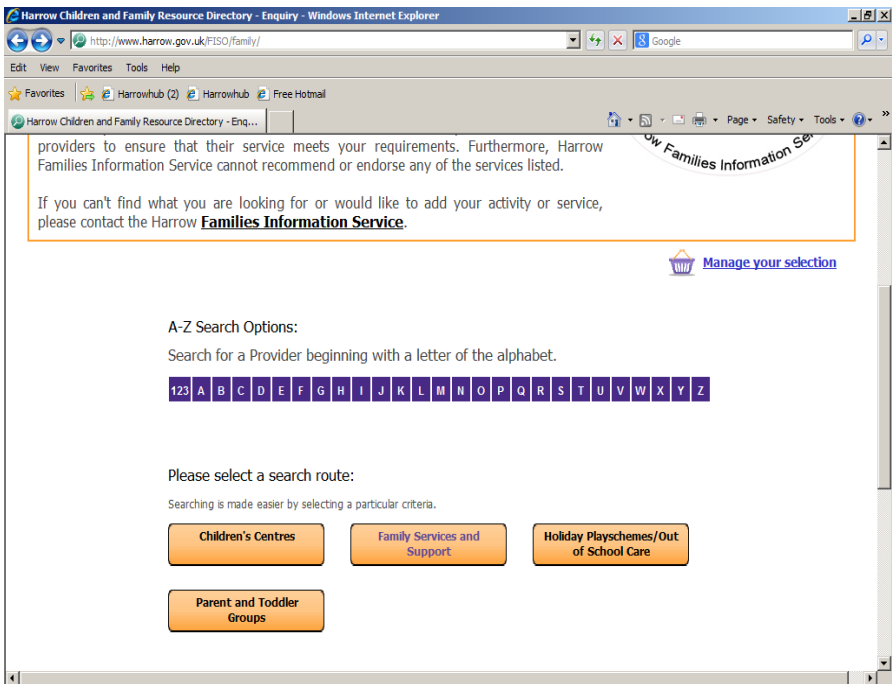 Harrow Children and Family Resource Directory - Enquiry - Windows Internet Explorer
http://www.harrow.gov.uk/FISO/family/
Google
Edit View Favorites Tools Help
Favorites Harrowhub (2) Harrowhub Free Hotmail
Harrow Children and Family Resource Directory - Enq... Page Safety Tools »
providers to ensure that their service meets your requirements. Furthermore, Harrow
Families Information Service cannot recommend or endorse any of the services listed.
If you can't find what you are looking for or would like to add your activity or service,
please contact the Harrow Families Information Service.
Families Information
Manage your selection
A-Z Search Options:
Search for a Provider beginning with a letter of the alphabet.
123 A B C D E F G H I J K L M N O P Q R S T U V W X Y Z
Please select a search route:
Searching is made easier by selecting a particular criteria.
Children's Centres
Family Services and
Support
Holiday Playschemes/Out
of School Care
Parent and Toddler
Groups